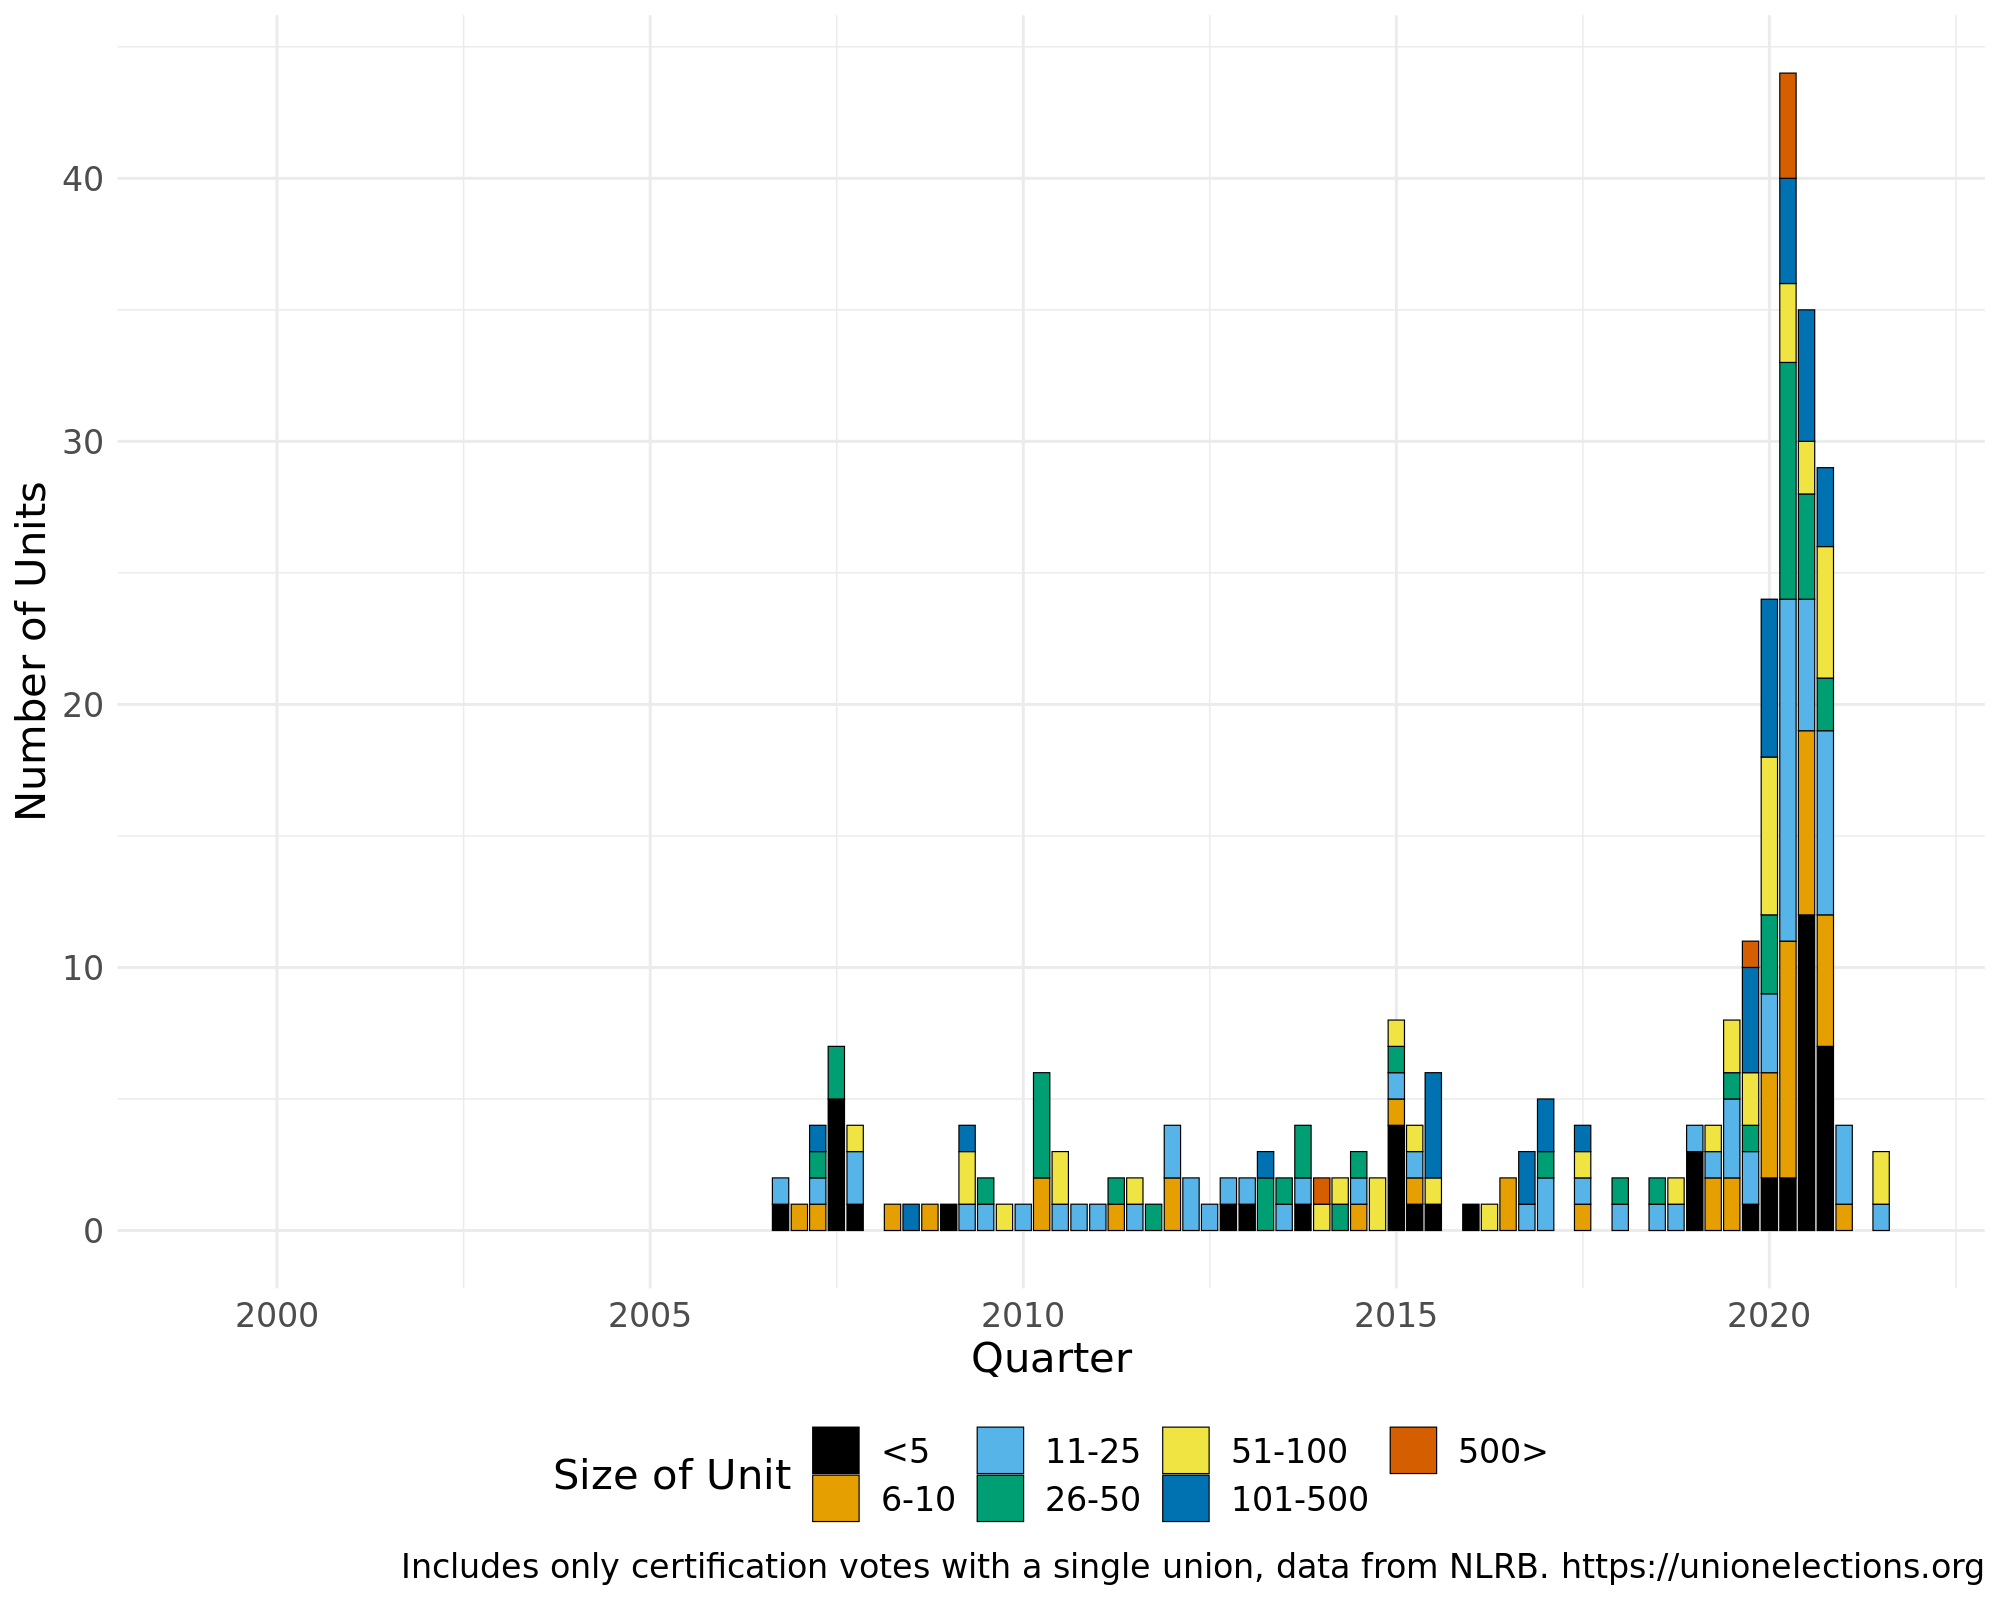 40
30
20
10
0
Number of Units
2000 2005 2010 2015 2020
Quarter
Size of Unit
<5 11-25 51-100 500>
6-10 26-50 101-500
Includes only certification votes with a single union, data from NLRB. https://unionelections.org